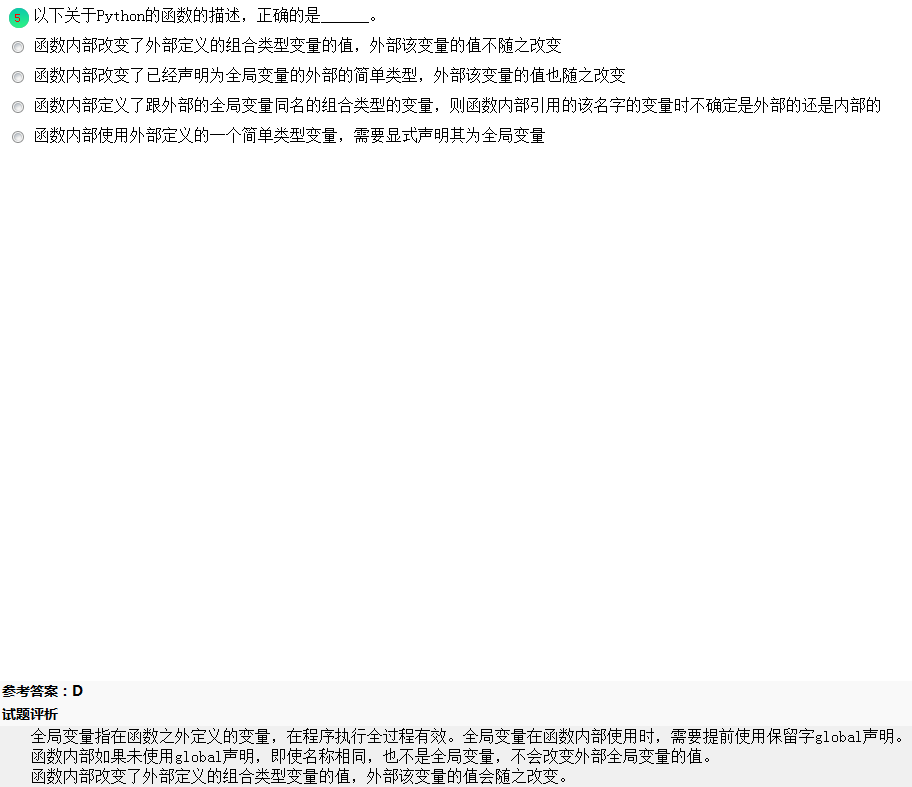 5 以下关于Python的函数的描述，正确的是______。
函数内部改变了外部定义的组合类型变量的值，外部该变量的值不随之改变
函数内部改变了已经声明为全局变量的外部的简单类型，外部该变量的值也随之改变
函数内部定义了跟外部的全局变量同名的组合类型的变量，则函数内部引用的该名字的变量时不确定是外部的还是内部的
函数内部使用外部定义的一个简单类型变量，需要显式声明其为全局变量
参考答案：D
试题评析
全局变量指在函数之外定义的变量，在程序执行全过程有效。全局变量在函数内部使用时，需要提前使用保留字global声明。
函数内部如果未使用global声明，即使名称相同，也不是全局变量，不会改变外部全局变量的值。
函数内部改变了外部定义的组合类型变量的值，外部该变量的值会随之改变。